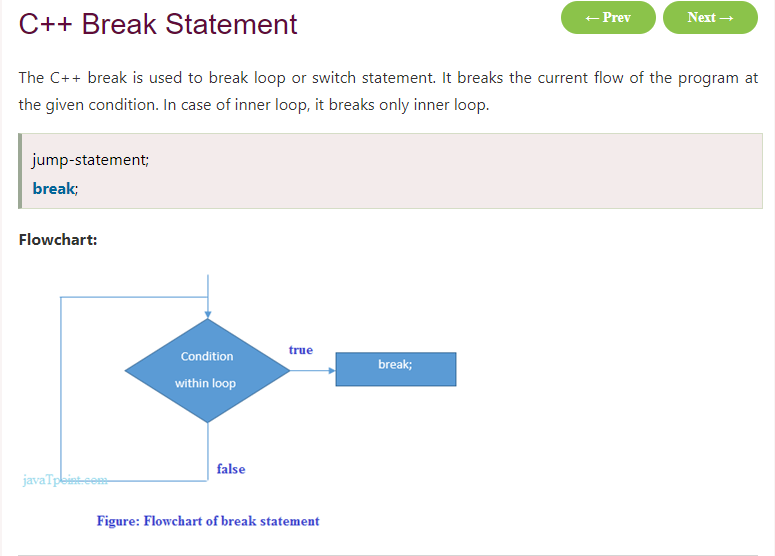 C++ Break Statement
← Prev
Next →
The C++ break is used to break loop or switch statement. It breaks the current flow of the program at
the given condition. In case of inner loop, it breaks only inner loop.
jump-statement;
break;
Flowchart:
Condition
within loop
true
break;
false
javaTpoint.com
Figure: Flowchart of break statement